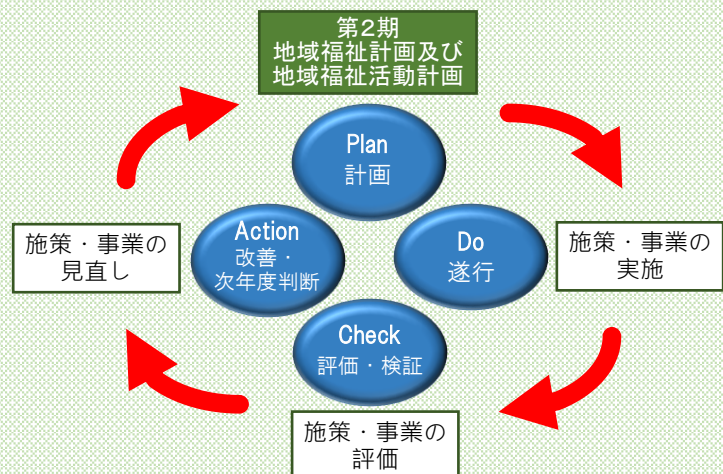 第2期
地域福祉計画及び
地域福祉活動計画
Plan
計画
Do
遂行
施策・事業の
実施
Check
評価・検証
施策・事業の
評価
Action
改善・
次年度判断
施策・事業の
見直し